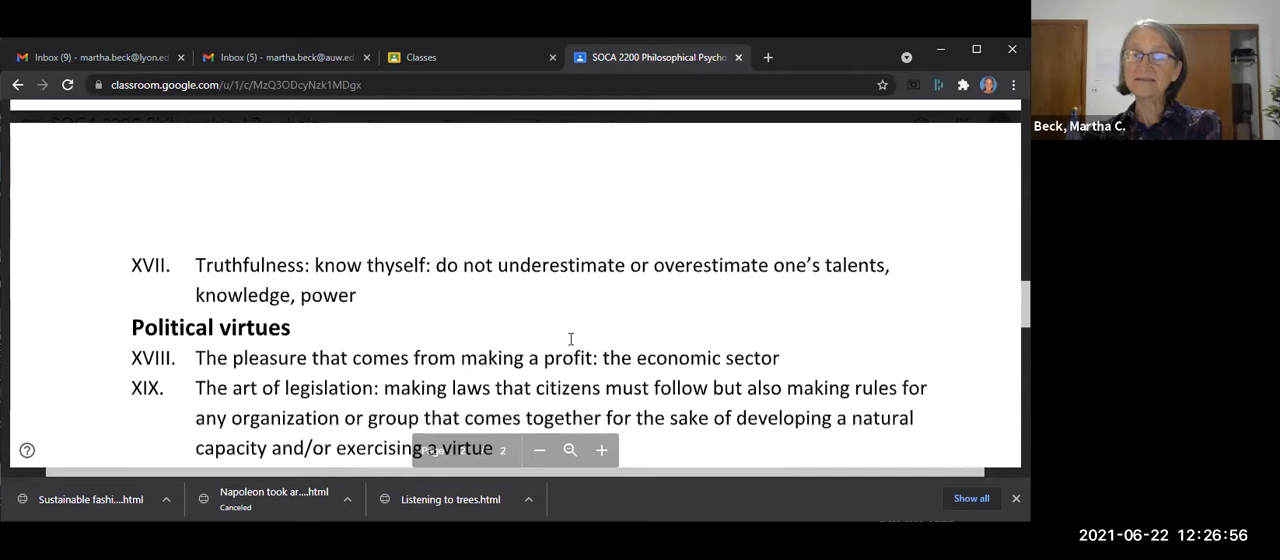 Inbox (9) - martha.beck@lyon.ed
Inbox (5) - martha.beck@auw.ed
Classes
SOCA 2200 Philosophical Psycho
classroom.google.com/u/1/c/MzQ3ODcyNzk1MDgx
Beck, Martha C.
XVII. Truthfulness: know thyself: do not underestimate or overestimate one's talents,
knowledge, power
Political virtues
XVIII. The pleasure that comes from making a profit: the economic sector
XIX. The art of legislation: making laws that citizens must follow but also making rules for
any organization or group that comes together for the sake of developing a natural
capacity and/or exercising a virtue
Page 2
Sustainable fashi....html
Napoleon took ar....html
Canceled
Listening to trees.html
Show all
2021-06-22 12:26:56